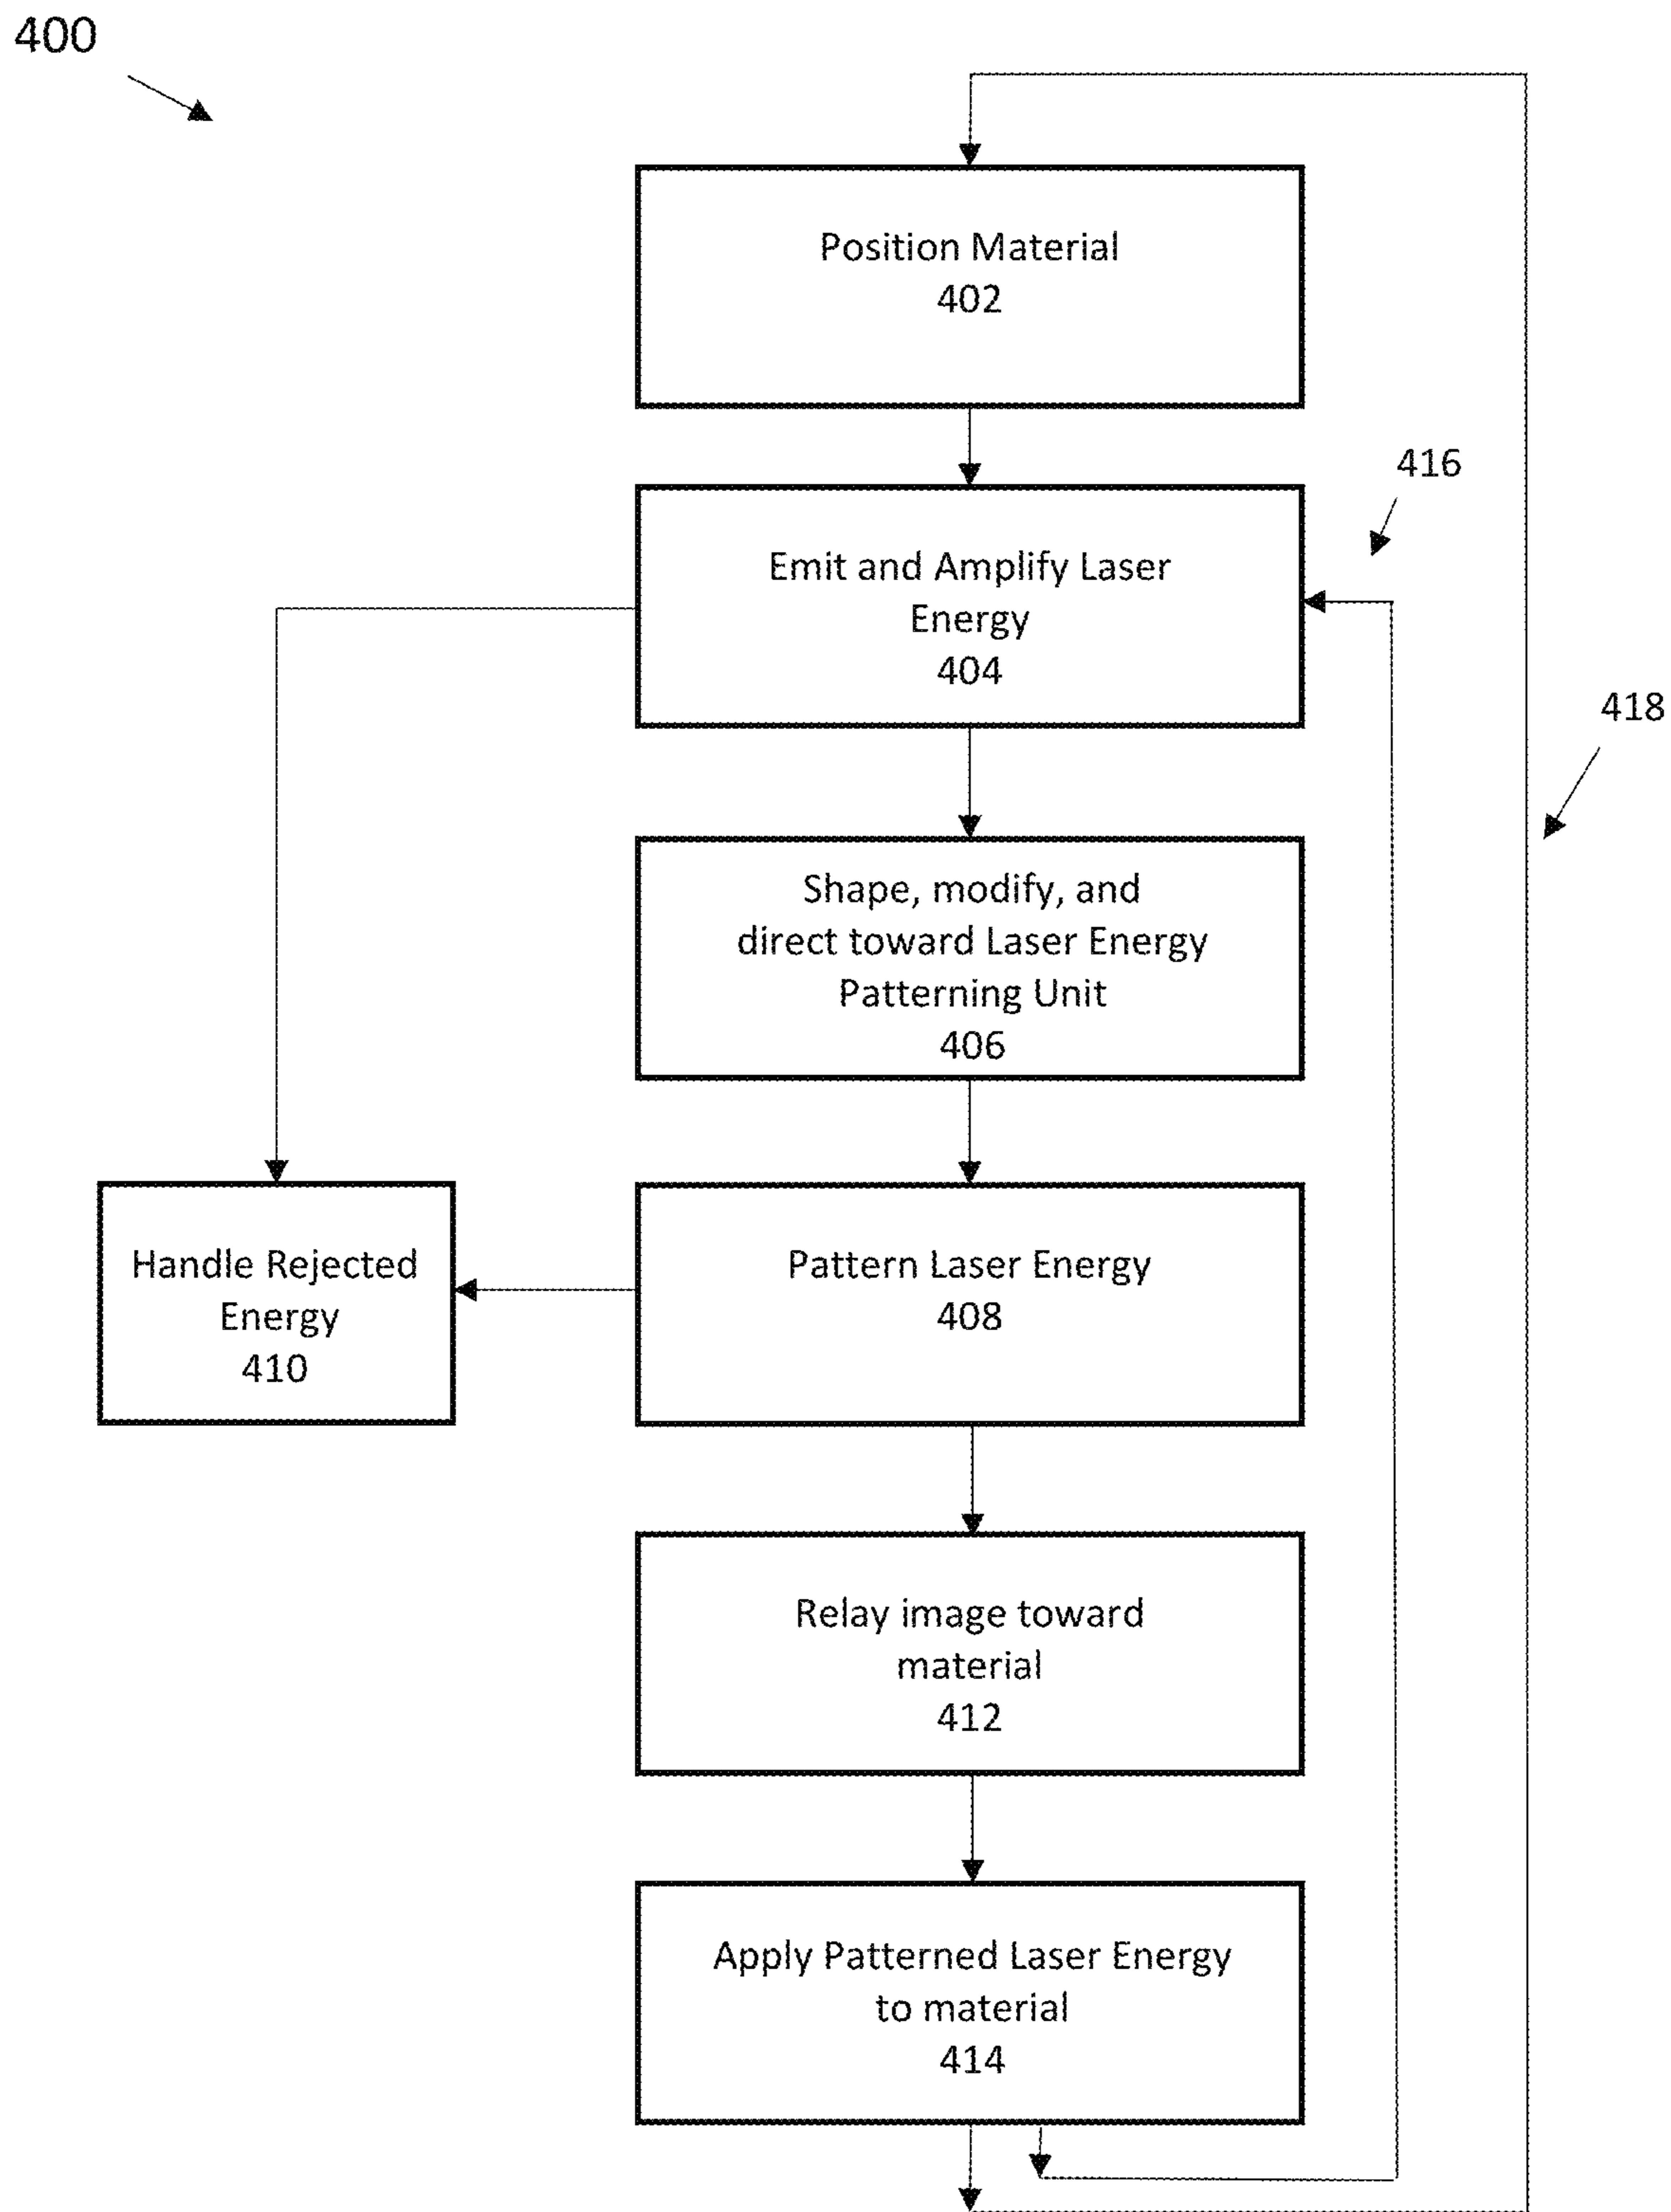 400
Position Material
402
416
Emit and Amplify Laser
Energy
404
418
Shape, modify, and
direct toward Laser Energy
Patterning Unit
406
Handle Rejected
Energy
410
Pattern Laser Energy
408
Relay image toward
material
412
Apply Patterned Laser Energy
to material
414